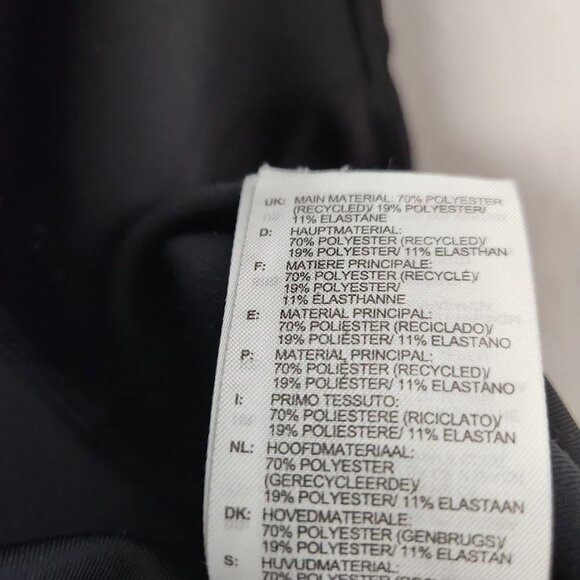 UK: MAIN MATERIAL: 70% POLYESTER
(RECYCLED)/ 19% POLYESTER/
11% ELASTANE
D: HAUPTMATERIAL:
70% POLYESTER (RECYCLED)/
19% POLYESTER/ 11% ELASTHAN
F: MATIÈRE PRINCIPALE:
70% POLYESTER (RECYCLÉ)/
19% POLYESTER/
11% ÉLASTHANNE
E: MATERIAL PRINCIPAL:
70% POLIÉSTER (RECICLADO)/
19% POLIÉSTER/ 11% ELASTANO
P: MATERIAL PRINCIPAL:
70% POLIÉSTER (RECYCLED)/
19% POLIÉSTER/ 11% ELASTANO
I: PRIMO TESSUTO:
70% POLIESTERE (RICICLATO)/
19% POLIESTERE/ 11% ELASTAN
NL: HOOFDMATERIAAL:
70% POLYESTER
(GERECYCLEERDE)/
19% POLYESTER/ 11% ELASTAAN
DK: HOVEDMATERIALE:
70% POLYESTER (GENBRUGS)/
19% POLYESTER/ 11% ELASTAN
S: HUVUDMATERIAL:
70% POLYESTER